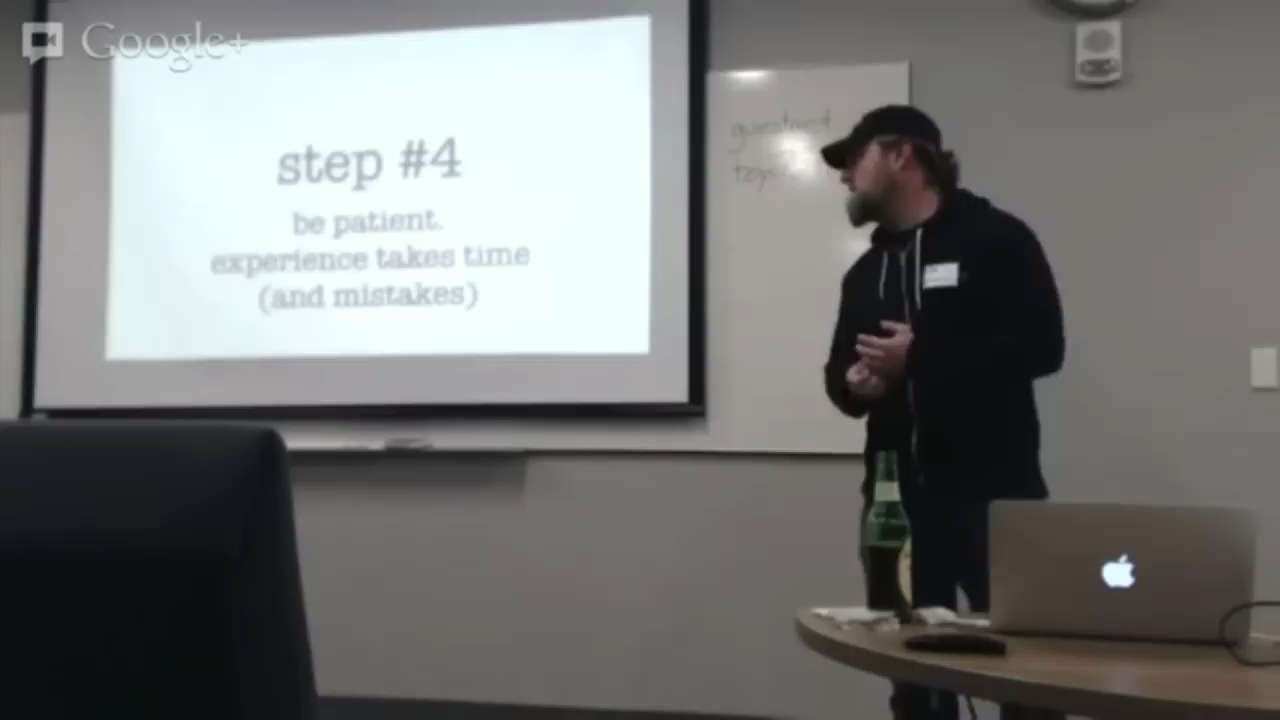 Google+
step #4
be patient.
experience takes time
(and mistakes)